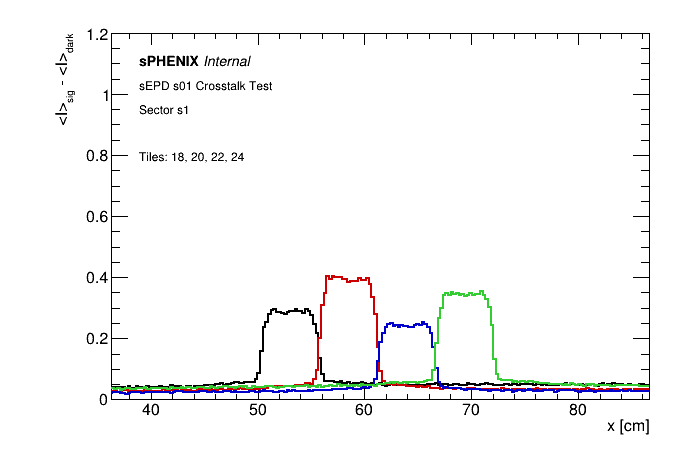 <I>sig - <I>dark
1.2
1
0.8
0.6
0.4
0.2
0
sPHENIX Internal
sEPD s01 Crosstalk Test
Sector s1
Tiles: 18, 20, 22, 24
40 50 60 70 80
x [cm]